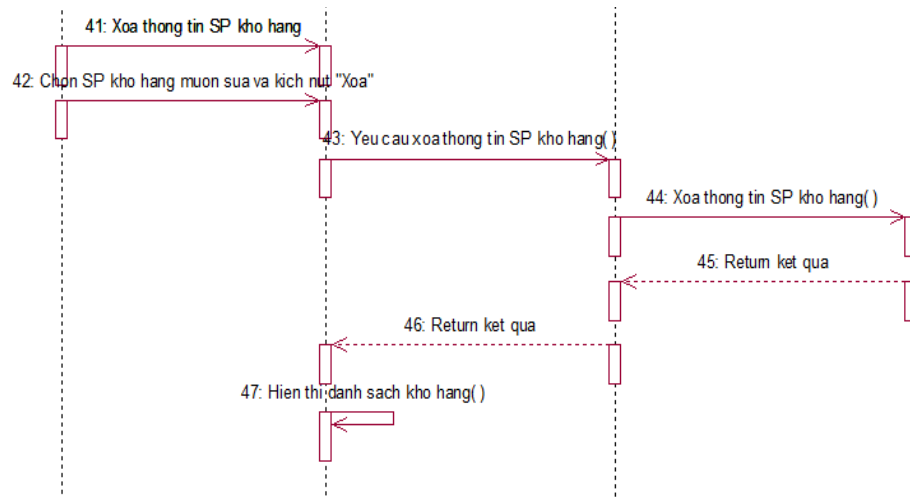 41: Xoa thong tin SP kho hang
42: Chon SP kho hang muon sua va kich nut "Xoa"
43: Yeu cau xoa thong tin SP kho hang( )
44: Xoa thong tin SP kho hang( )
45: Return ket qua
46: Return ket qua
47: Hien thi danh sach kho hang( )